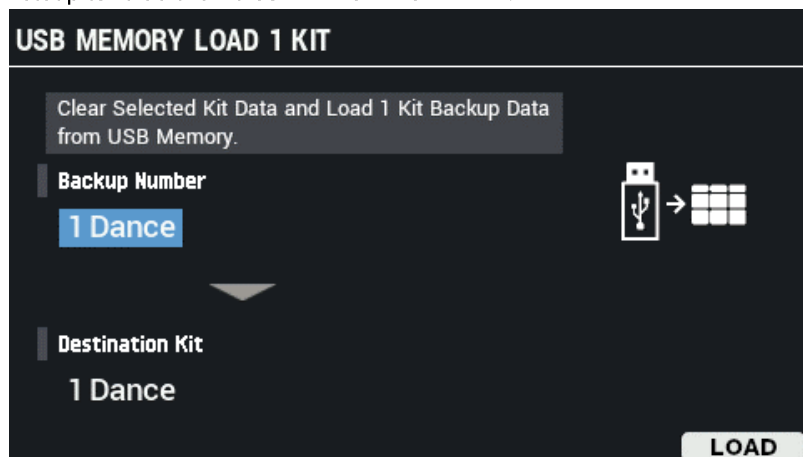 USB MEMORY LOAD 1 KIT
Clear Selected Kit Data and Load 1 Kit Backup Data
from USB Memory.
Backup Number
1 Dance
Destination Kit
1 Dance
LOAD